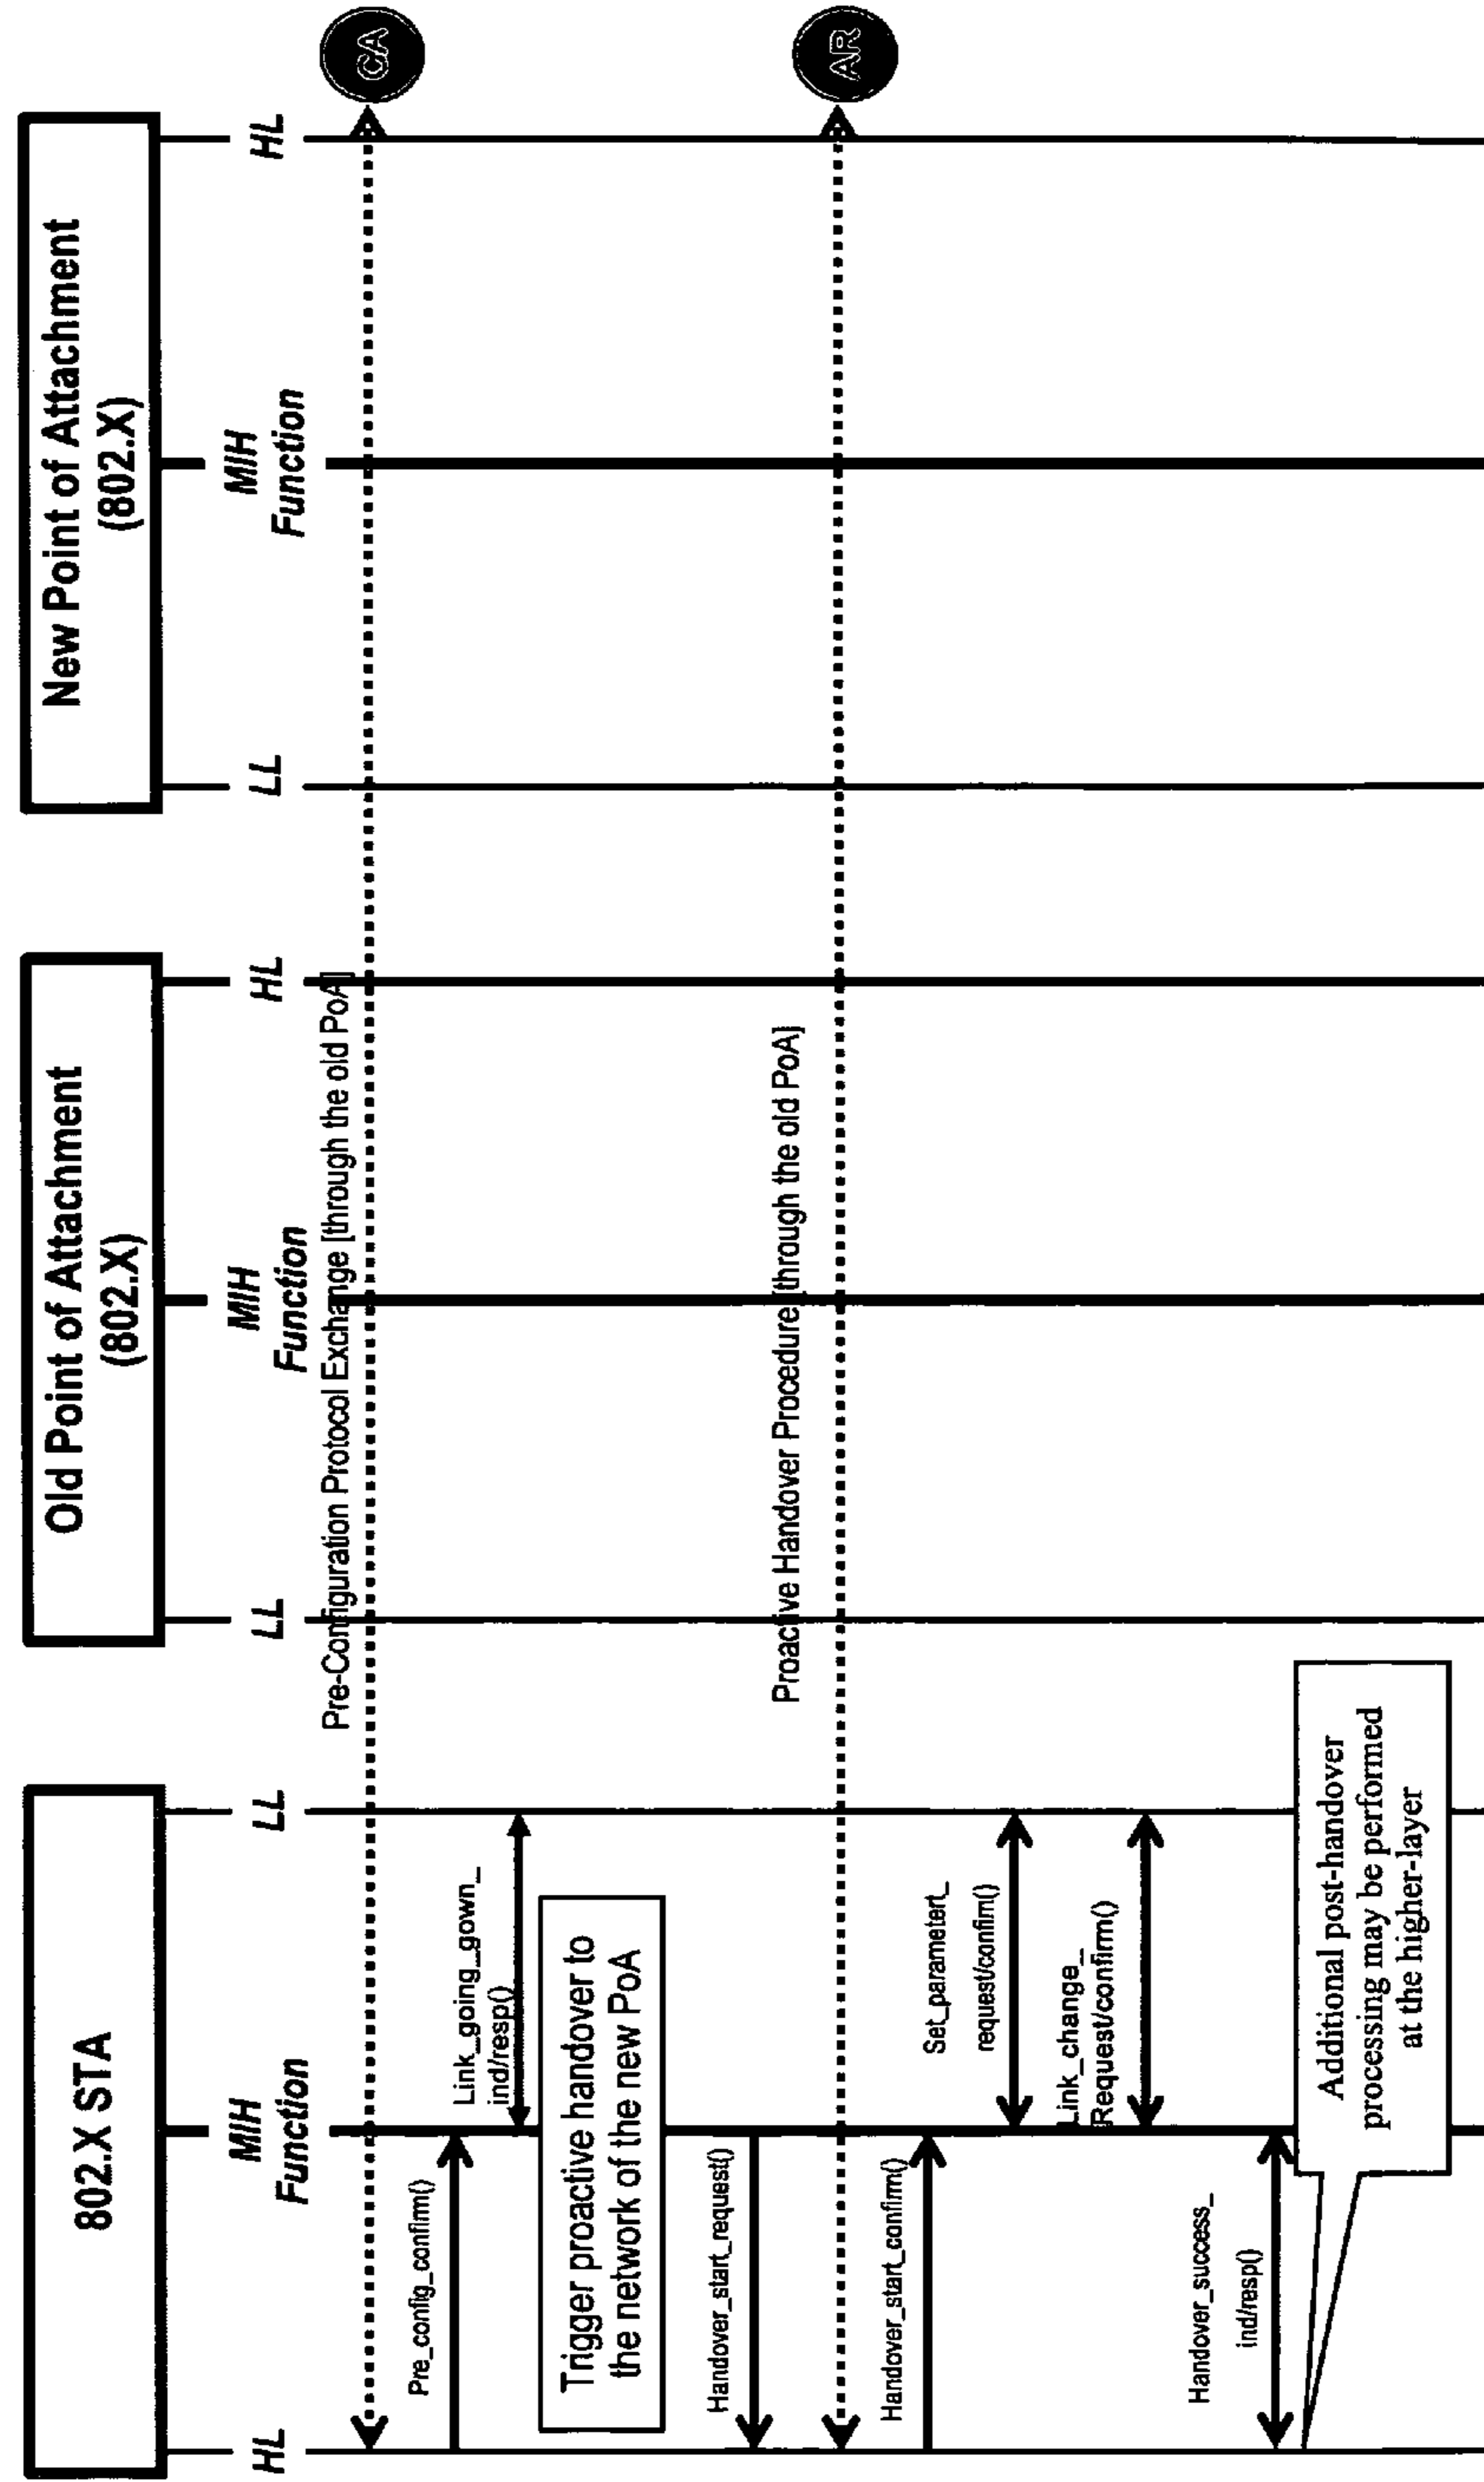 802.X STA
Old Point of Attachment
(802.X)
New Point of Attachment
(802.X)
HL
MIH
Function
LL
LL
MIH
Function
HL
LL
MIH
Function
HL
Pre-Configuration Protocol Exchange [through the old PoA]
CA
Pre_config_confirm()
Link_going_gown_
ind/resp()
Trigger proactive handover to
the network of the new PoA
Handover_start_request()
Proactive Handover Procedure [through the old PoA]
AR
Handover_start_confirm()
Set_parametert_
request/confirm()
Link_change_
Request/confirm()
Handover_success_
ind/resp()
Additional post-handover
processing may be performed
at the higher-layer